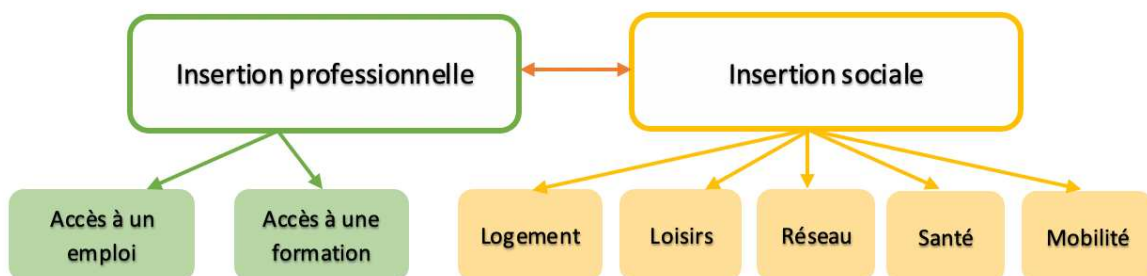 Insertion professionnelle
Insertion sociale
Accès à un
emploi
Accès à une
formation
Logement
Loisirs
Réseau
Santé
Mobilité